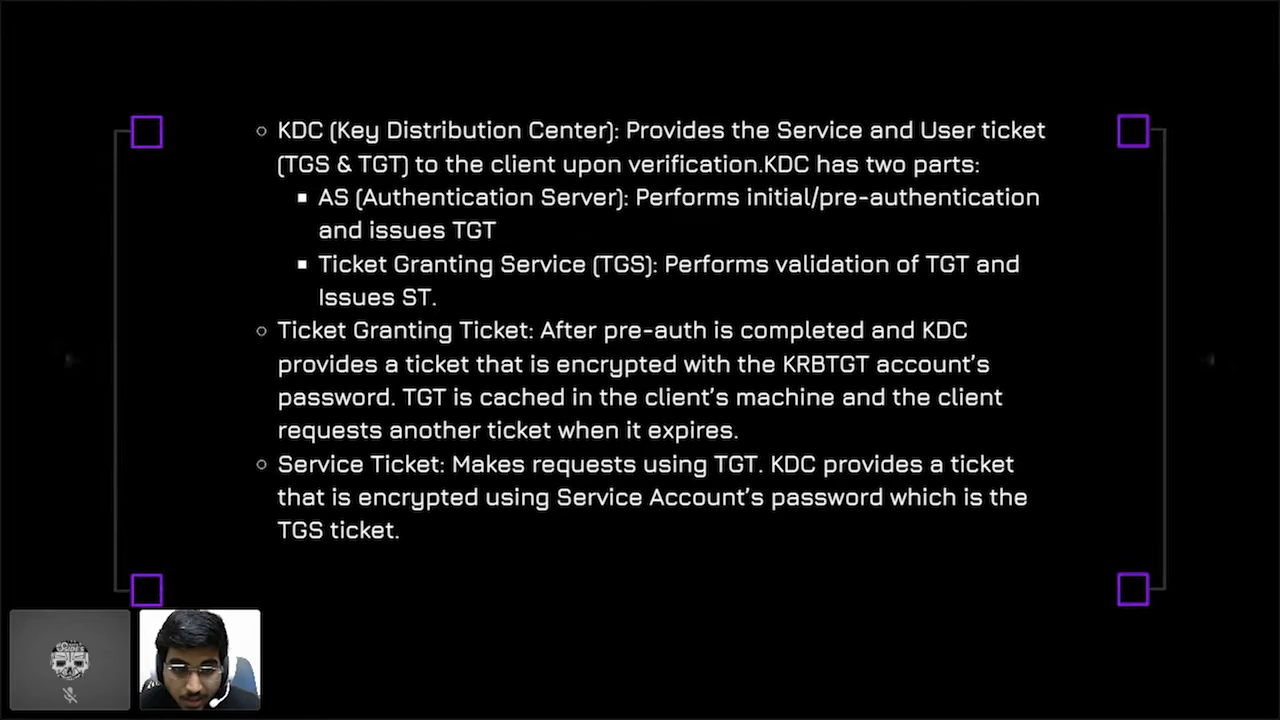 KDC (Key Distribution Center): Provides the Service and User ticket
(TGS & TGT) to the client upon verification.KDC has two parts:
AS (Authentication Server): Performs initial/pre-authentication
and issues TGT
Ticket Granting Service (TGS): Performs validation of TGT and
Issues ST.
Ticket Granting Ticket: After pre-auth is completed and KDC
provides a ticket that is encrypted with the KRBTGT account's
password. TGT is cached in the client's machine and the client
requests another ticket when it expires.
Service Ticket: Makes requests using TGT. KDC provides a ticket
that is encrypted using Service Account's password which is the
TGS ticket.